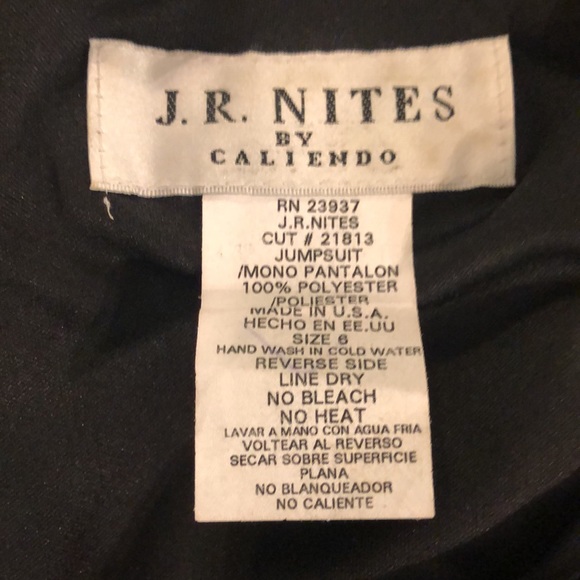 J.R. NITES
BY
CALIENDO
RN 23937
J.R.NITES
CUT # 21813
JUMPSUIT
/MONO PANTALON
100% POLYESTER
/POLIESTER
MADE IN U.S.A.
HECHO EN EE.UU
SIZE 6
HAND WASH IN COLD WATER
REVERSE SIDE
LINE DRY
NO BLEACH
NO HEAT
LAVAR A MANO CON AGUA FRIA
VOLTEAR AL REVERSO
SECAR SOBRE SUPERFICIE
PLANA
NO BLANQUEADOR
NO CALIENTE